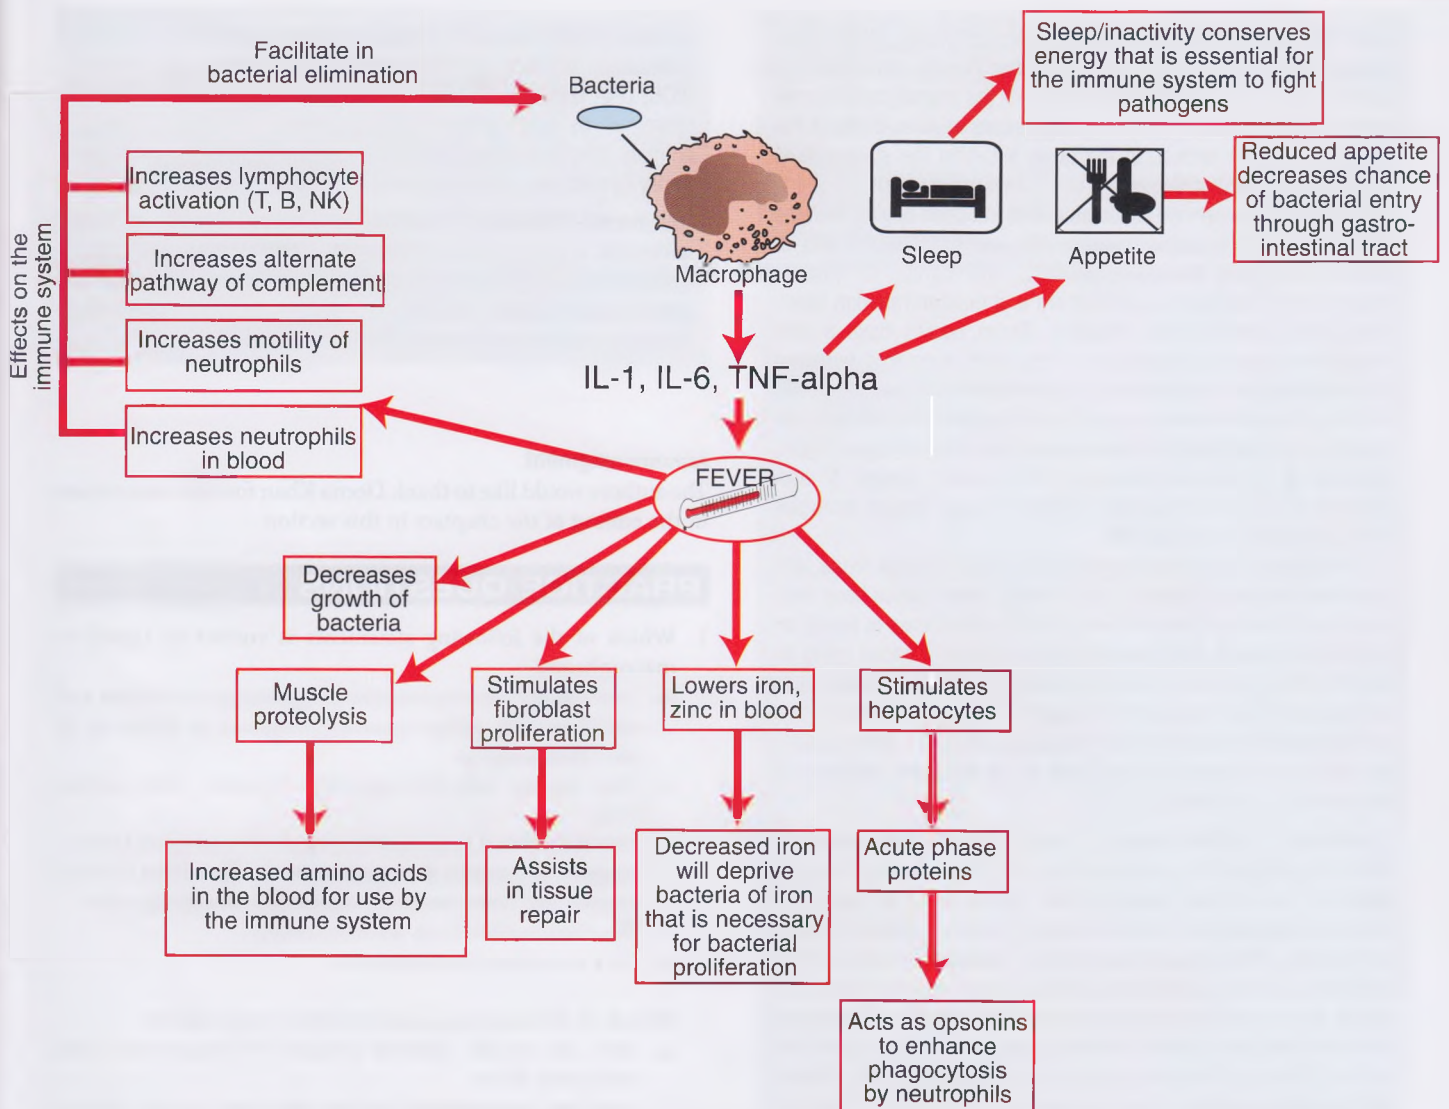 Facilitate in
bacterial elimination
Bacteria
Sleep/inactivity conserves
energy that is essential for
the immune system to fight
pathogens
Reduced appetite
decreases chance
of bacterial entry
through gastro-
intestinal tract
Effects on the
immune system
Increases lymphocyte
activation (T, B, NK)
Increases alternate
pathway of complement
Increases motility of
neutrophils
Increases neutrophils
in blood
Macrophage
Sleep
Appetite
IL-1, IL-6, TNF-alpha
FEVER
Decreases
growth of
bacteria
Muscle
proteolysis
Stimulates
fibroblast
proliferation
Lowers iron,
zinc in blood
Stimulates
hepatocytes
Increased amino acids
in the blood for use by
the immune system
Assists
in tissue
repair
Decreased iron
will deprive
bacteria of iron
that is necessary
for bacterial
proliferation
Acute phase
proteins
Acts as opsonins
to enhance
phagocytosis
by neutrophils